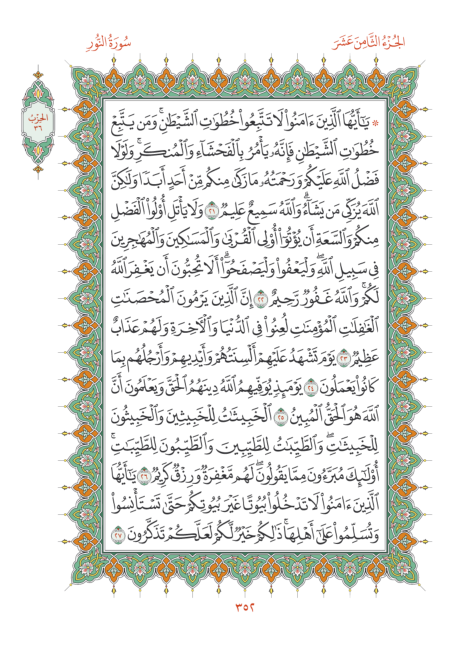 الجُزْءُ الثَّامِنَ عَشَرَ
سُورَةُ النُّورِ
الحِزْبُ
٣٦
۞ يَٰٓأَيُّهَا ٱلَّذِينَ ءَامَنُوا۟ لَا تَتَّبِعُوا۟ خُطُوَٰتِ ٱلشَّيْطَٰنِۚ وَمَن يَتَّبِعْ
خُطُوَٰتِ ٱلشَّيْطَٰنِ فَإِنَّهُۥ يَأْمُرُ بِٱلْفَحْشَآءِ وَٱلْمُنكَرِۚ وَلَوْلَا
فَضْلُ ٱللَّهِ عَلَيْكُمْ وَرَحْمَتُهُۥ مَا زَكَىٰ مِنكُم مِّنْ أَحَدٍ أَبَدًا وَلَٰكِنَّ
ٱللَّهَ يُزَكِّى مَن يَشَآءُۗ وَٱللَّهُ سَمِيعٌ عَلِيمٌ ٢١ وَلَا يَأْتَلِ أُو۟لُوا۟ ٱلْفَضْلِ
مِنكُمْ وَٱلسَّعَةِ أَن يُؤْتُوٓا۟ أُو۟لِى ٱلْقُرْبَىٰ وَٱلْمَسَٰكِينَ وَٱلْمُهَٰجِرِينَ
فِى سَبِيلِ ٱللَّهِۖ وَلْيَعْفُوا۟ وَلْيَصْفَحُوٓا۟ۗ أَلَا تُحِبُّونَ أَن يَغْفِرَ ٱللَّهُ
لَكُمْۚ وَٱللَّهُ غَفُورٌ رَّحِيمٌ ٢٢ إِنَّ ٱلَّذِينَ يَرْمُونَ ٱلْمُحْصَنَٰتِ
ٱلْغَٰفِلَٰتِ ٱلْمُؤْمِنَٰتِ لُعِنُوا۟ فِى ٱلدُّنْيَا وَٱلْءَاخِرَةِ وَلَهُمْ عَذَابٌ
عَظِيمٌ ٢٣ يَوْمَ تَشْهَدُ عَلَيْهِمْ أَلْسِنَتُهُمْ وَأَيْدِيهِمْ وَأَرْجُلُهُم بِمَا
كَانُوا۟ يَعْمَلُونَ ٢٤ يَوْمَئِذٍ يُوَفِّيهِمُ ٱللَّهُ دِينَهُمُ ٱلْحَقَّ وَيَعْلَمُونَ أَنَّ
ٱللَّهَ هُوَ ٱلْحَقُّ ٱلْمُبِينُ ٢٥ ٱلْخَبِيثَٰتُ لِلْخَبِيثِينَ وَٱلْخَبِيثُونَ
لِلْخَبِيثَٰتِۖ وَٱلطَّيِّبَٰتُ لِلطَّيِّبِينَ وَٱلطَّيِّبُونَ لِلطَّيِّبَٰتِۚ
أُو۟لَٰٓئِكَ مُبَرَّءُونَ مِمَّا يَقُولُونَۖ لَهُم مَّغْفِرَةٌ وَرِزْقٌ كَرِيمٌ ٢٦ يَٰٓأَيُّهَا
ٱلَّذِينَ ءَامَنُوا۟ لَا تَدْخُلُوا۟ بُيُوتًا غَيْرَ بُيُوتِكُمْ حَتَّىٰ تَسْتَأْنِسُوا۟
وَتُسَلِّمُوا۟ عَلَىٰٓ أَهْلِهَاۚ ذَٰلِكُمْ خَيْرٌ لَّكُمْ لَعَلَّكُمْ تَذَكَّرُونَ ٢٧
٣٥٢